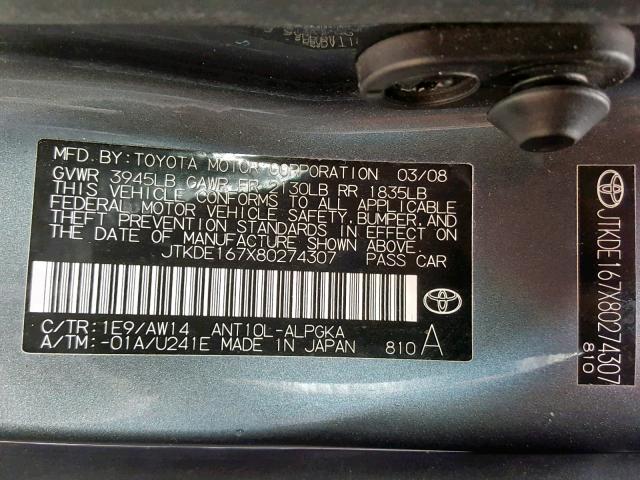 MFD.BY: TOYOTA MOTOR CORPORATION 03/08
GVWR 3945LB GAWR FR 2130LB RR 1835LB
THIS VEHICLE CONFORMS TO ALL APPLICABLE
FEDERAL MOTOR VEHICLE SAFETY, BUMPER, AND
THEFT PREVENTION STANDARDS IN EFFECT ON
THE DATE OF MANUFACTURE SHOWN ABOVE.
JTKDE167X80274307 PASS CAR
C/TR: 1E9/AW14 ANT10L-ALPGKA
A/TM: -01A/U241E MADE IN JAPAN 810 A
JTKDE167X80274307
810